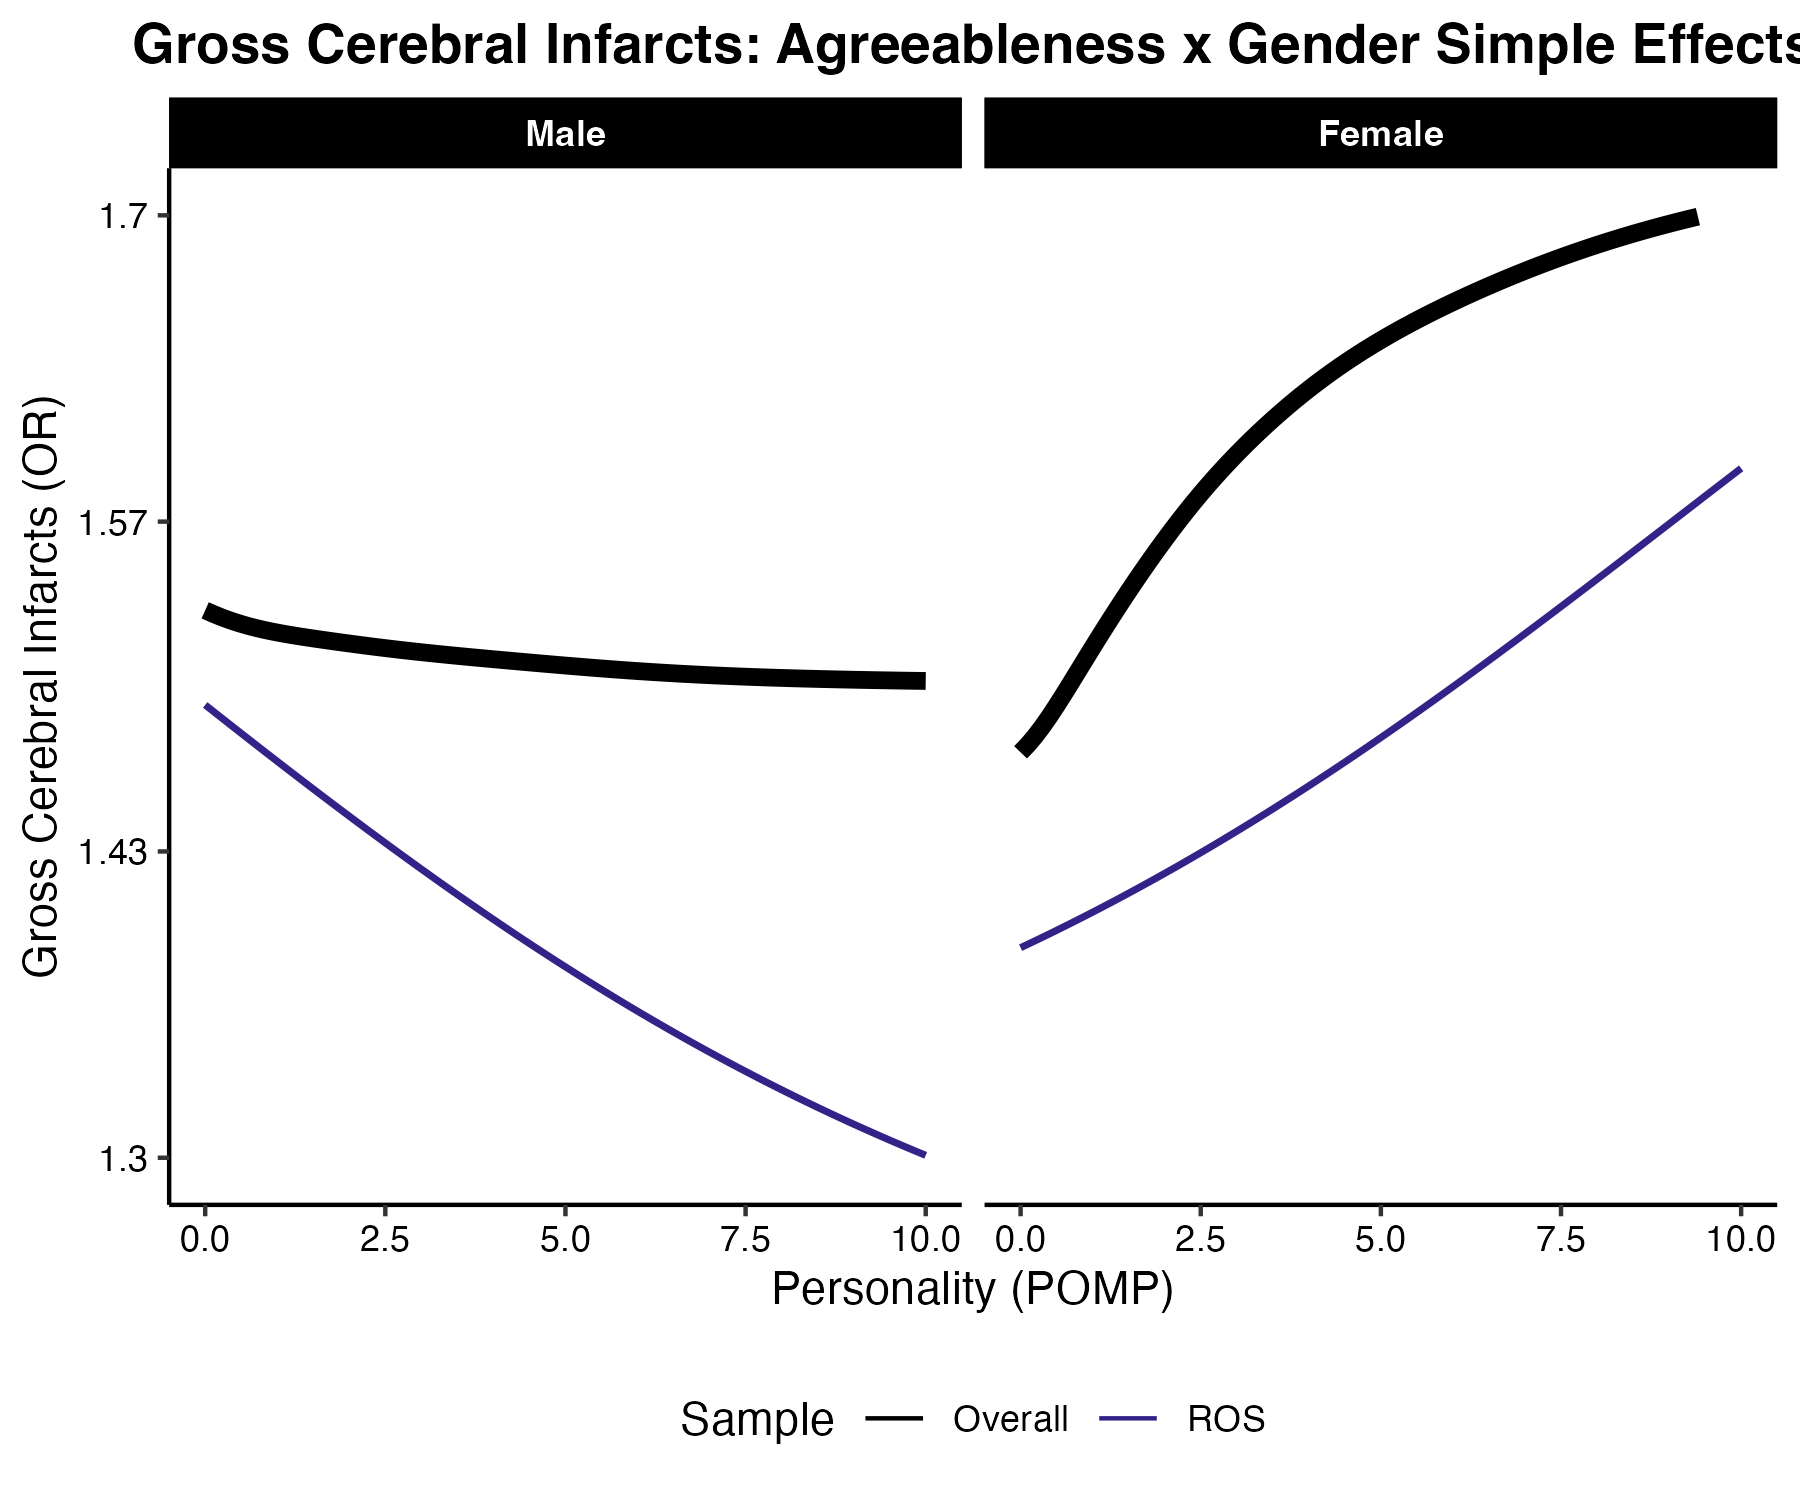 Gross Cerebral Infarcts: Agreeableness x Gender Simple Effects
Male Female
Gross Cerebral Infarcts (OR)
1.7
1.57
1.43
1.3
0.0 2.5 5.0 7.5 10.0 0.0 2.5 5.0 7.5 10.0
Personality (POMP)
Sample Overall ROS